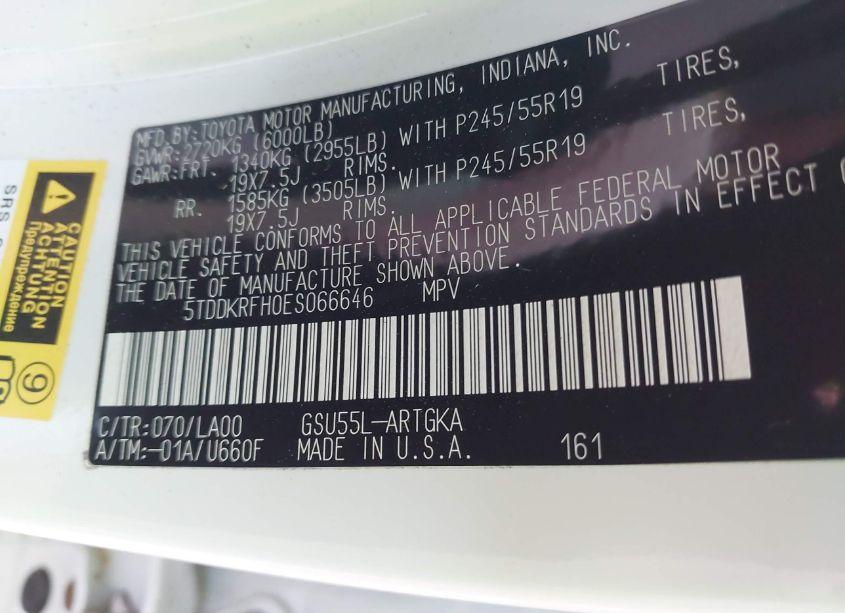 MFD.BY:TOYOTA MOTOR MANUFACTURING, INDIANA, INC.
GVWR:2720KG (6000LB)
GAWR:FRT. 1340KG (2955LB) WITH P245/55R19 TIRES,
19X7.5J RIMS.
RR. 1585KG (3505LB) WITH P245/55R19 TIRES,
19X7.5J RIMS.
THIS VEHICLE CONFORMS TO ALL APPLICABLE FEDERAL MOTOR
VEHICLE SAFETY AND THEFT PREVENTION STANDARDS IN EFFECT
THE DATE OF MANUFACTURE SHOWN ABOVE.
5TDDKRFH0ES066646 MPV
C/TR:070/LA00 GSU55L-ARTGKA
A/TM:-01A/U660F MADE IN U.S.A. 161
SRS
CAUTION
ATTENTION
ACHTUNG
Предупреждение
9